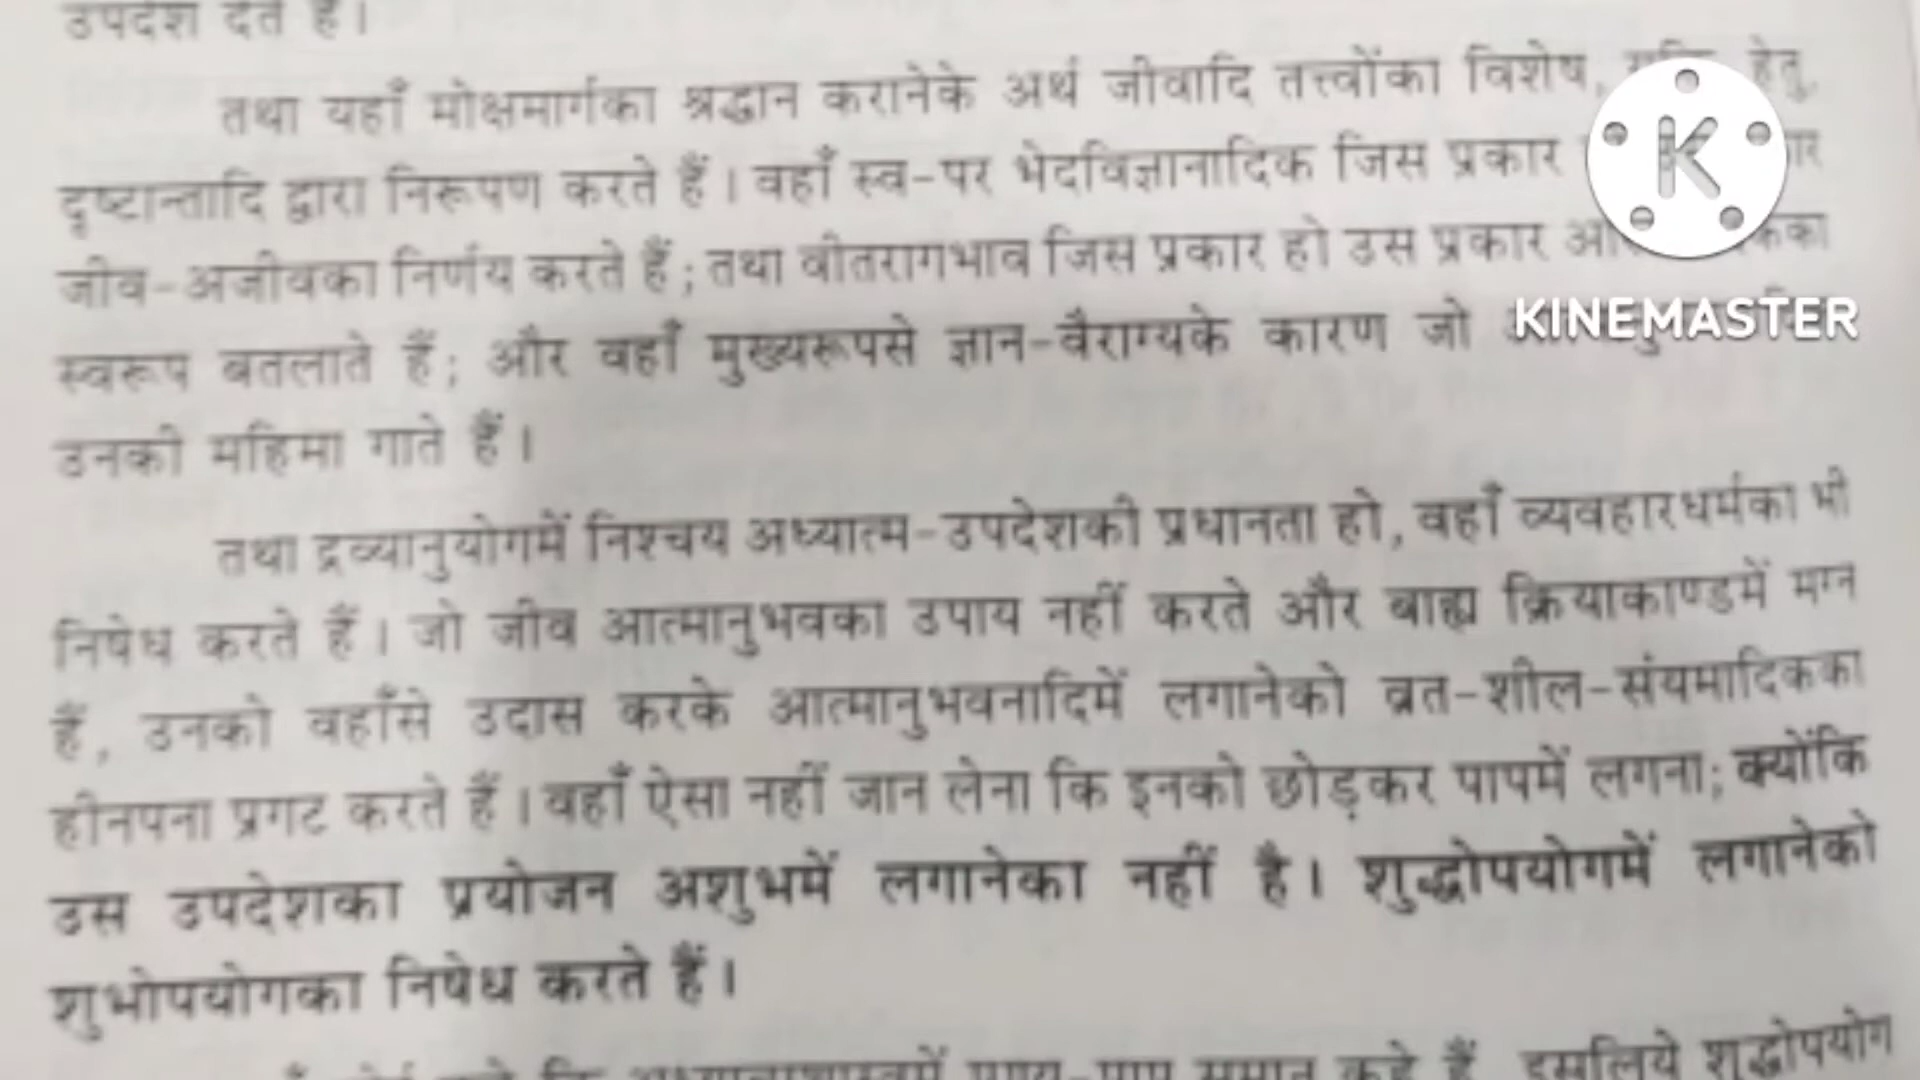 उपदेश देते हैं।
तथा यहाँ मोक्षमार्गका श्रद्धान करानेके अर्थ जीवादि तत्त्वोंका विशेष, हेतु,
दृष्टान्तादि द्वारा निरूपण करते हैं। वहाँ स्व-पर भेदविज्ञानादिक जिस प्रकार
जीव-अजीवका निर्णय करते हैं; तथा वीतरागभाव जिस प्रकार हो उस प्रकार
स्वरूप बतलाते हैं; और वहाँ मुख्यरूपसे ज्ञान-वैराग्यके कारण जो
उनकी महिमा गाते हैं।
तथा द्रव्यानुयोगमें निश्चय अध्यात्म-उपदेशकी प्रधानता हो, वहाँ व्यवहारधर्मका भी
निषेध करते हैं। जो जीव आत्मानुभवका उपाय नहीं करते और बाह्य क्रियाकाण्डमें मग्न
हैं, उनको वहाँसे उदास करके आत्मानुभवनादिमें लगानेको व्रत-शील-संयमादिकका
हीनपना प्रगट करते हैं। वहाँ ऐसा नहीं जान लेना कि इनको छोड़कर पापमें लगना; क्योंकि
उस उपदेशका प्रयोजन अशुभमें लगानेका नहीं है। शुद्धोपयोगमें लगानेको
शुभोपयोगका निषेध करते हैं।
इसलिये शुद्धोपयोग
KINEMASTER